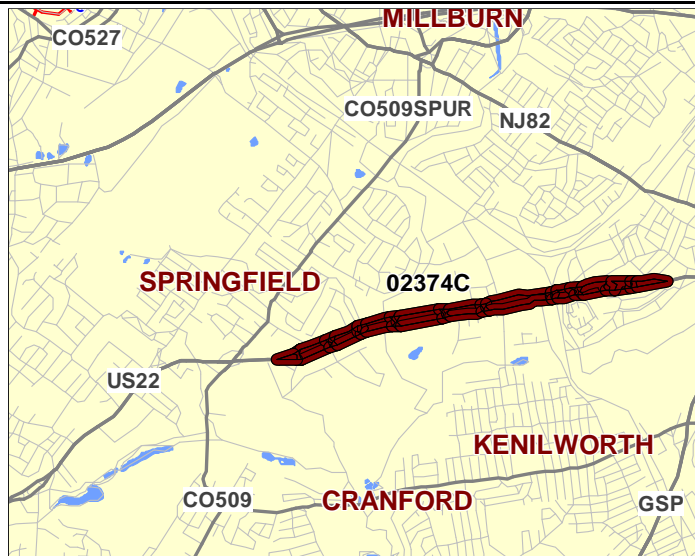 MILLBURN
CO527
CO509SPUR
NJ82
SPRINGFIELD
02374C
US22
KENILWORTH
CO509
CRANFORD
GSP